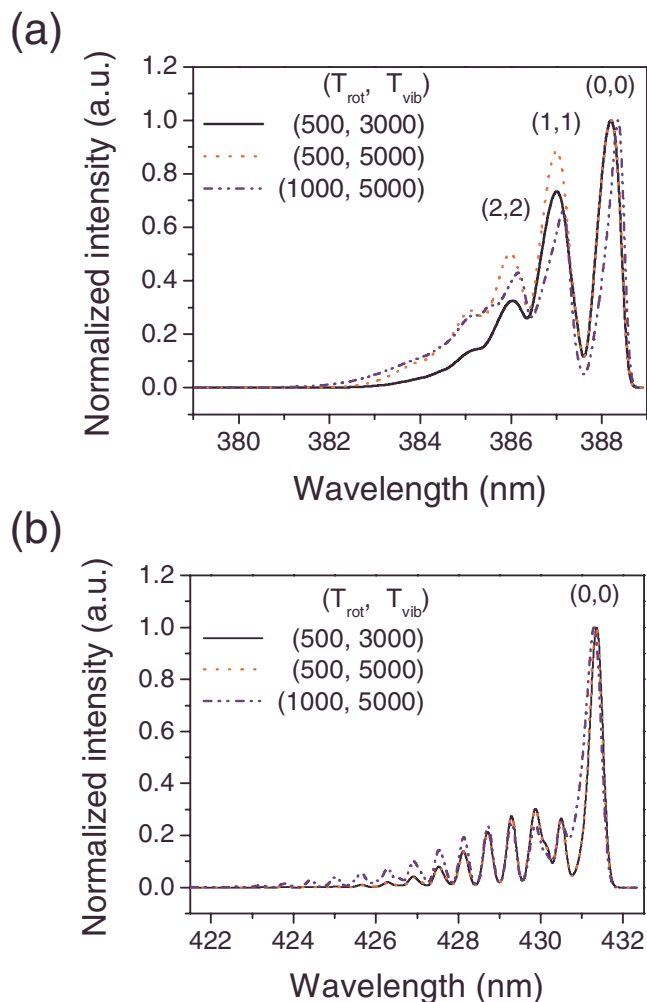 (a)
Normalized intensity (a.u.)
1.2
1.0
0.8
0.6
0.4
0.2
0.0
(T_rot, T_vib)
(500, 3000)
(500, 5000)
(1000, 5000)
(0,0)
(1,1)
(2,2)
380 382 384 386 388
Wavelength (nm)
(b)
Normalized intensity (a.u.)
1.2
1.0
0.8
0.6
0.4
0.2
0.0
(T_rot, T_vib)
(500, 3000)
(500, 5000)
(1000, 5000)
(0,0)
422 424 426 428 430 432
Wavelength (nm)